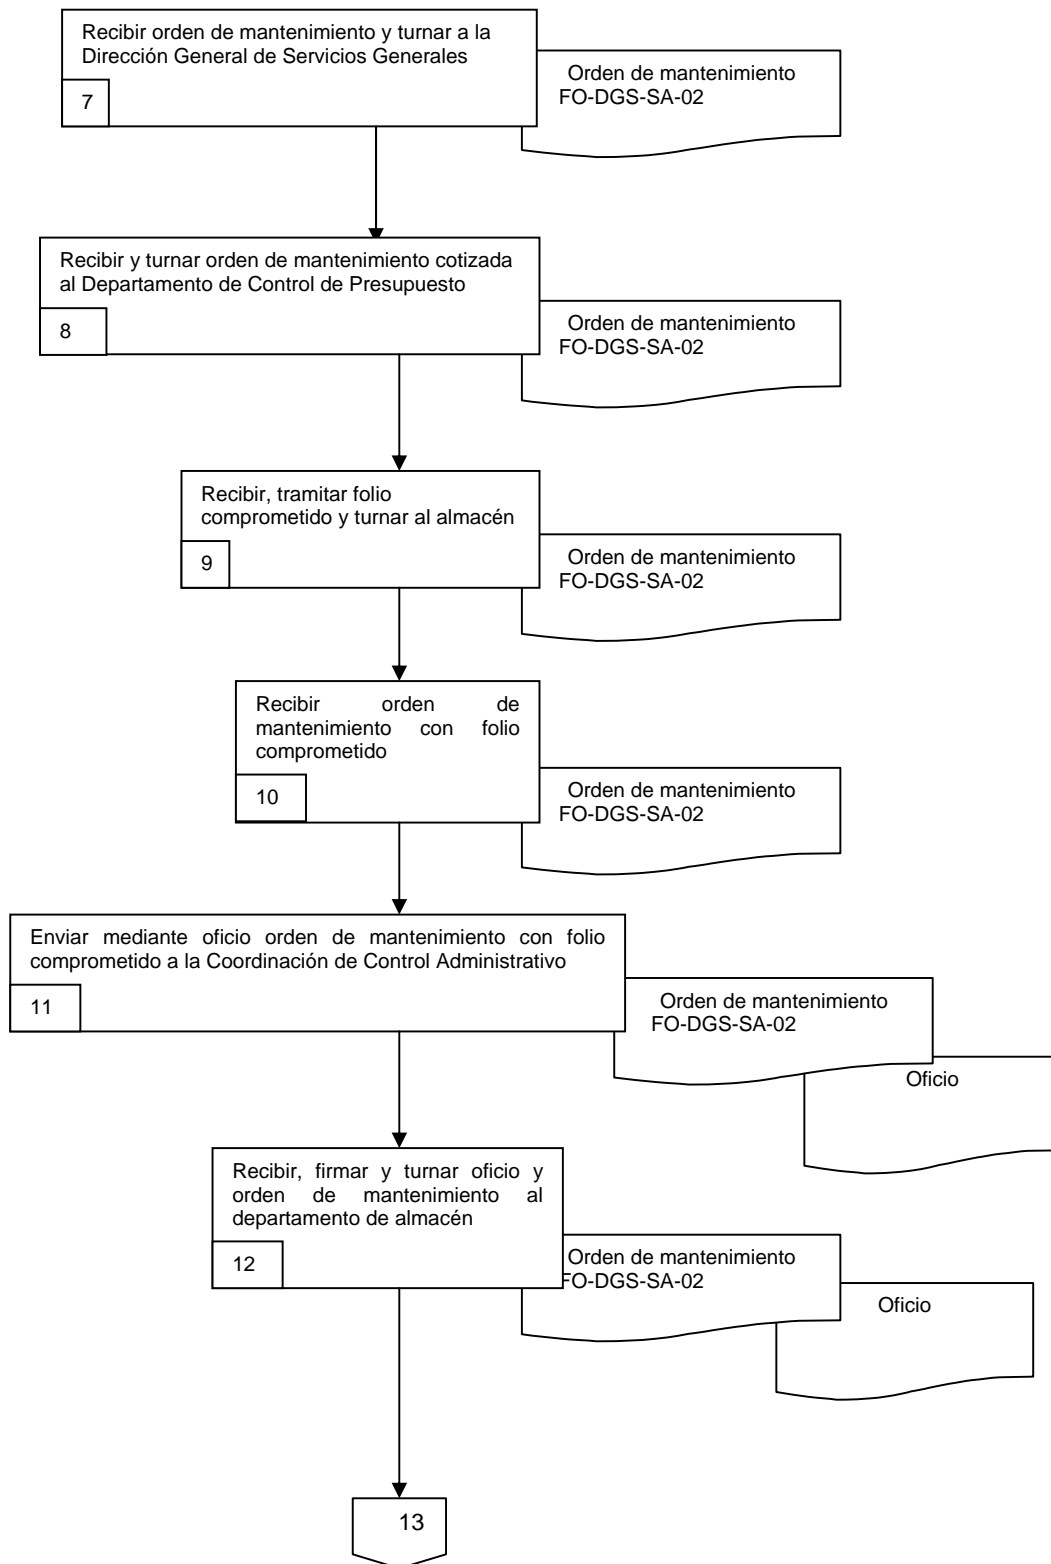 Recibir orden de mantenimiento y turnar a la
Dirección General de Servicios Generales
7
Orden de mantenimiento
FO-DGS-SA-02
Recibir y turnar orden de mantenimiento cotizada
al Departamento de Control de Presupuesto
8
Orden de mantenimiento
FO-DGS-SA-02
Recibir, tramitar folio
comprometido y turnar al almacén
9
Orden de mantenimiento
FO-DGS-SA-02
Recibir orden de
mantenimiento con folio
comprometido
10
Orden de mantenimiento
FO-DGS-SA-02
Enviar mediante oficio orden de mantenimiento con folio
comprometido a la Coordinación de Control Administrativo
11
Orden de mantenimiento
FO-DGS-SA-02
Oficio
Recibir, firmar y turnar oficio y
orden de mantenimiento al
departamento de almacén
12
Orden de mantenimiento
FO-DGS-SA-02
Oficio
13